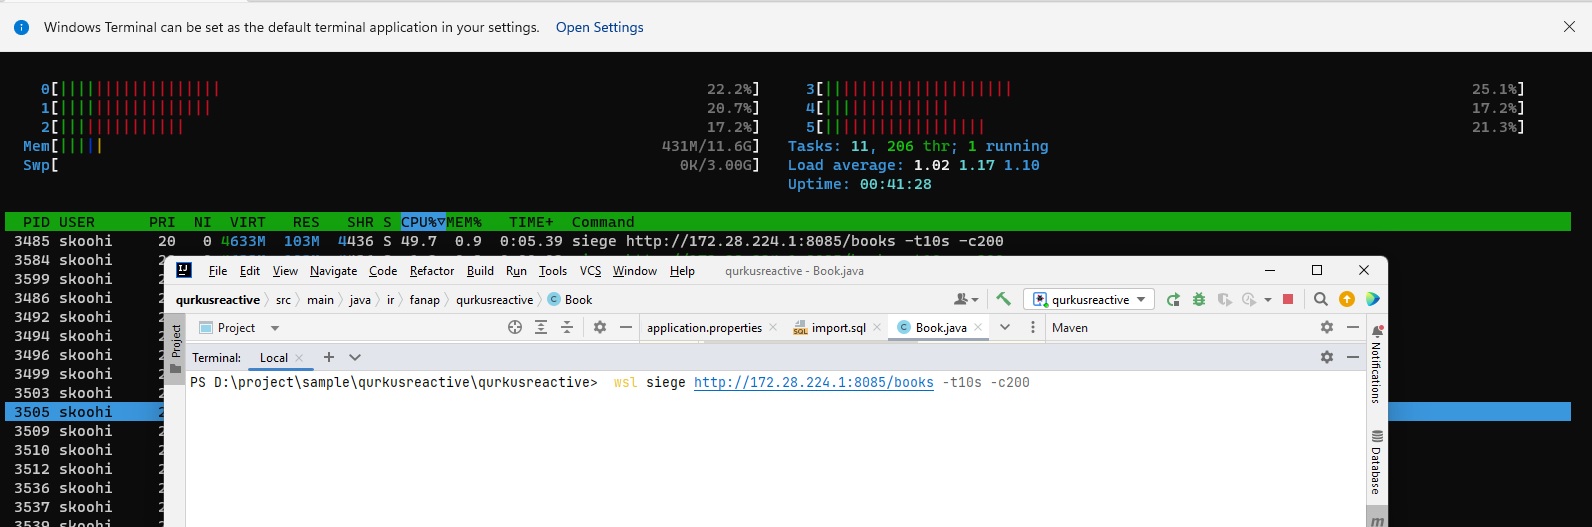 Windows Terminal can be set as the default terminal application in your settings. Open Settings
0[|||||||||||||||||| 22.2%] 3[|||||||||||||||||||||| 25.1%]
1[||||||||||||||||| 20.7%] 4[|||||||||||||| 17.2%]
2[|||||||||||||| 17.2%] 5[|||||||||||||||||| 21.3%]
Mem[||||| 431M/11.6G] Tasks: 11, 206 thr; 1 running
Swp[ 0K/3.00G] Load average: 1.02 1.17 1.10
Uptime: 00:41:28
PID USER PRI NI VIRT RES SHR S CPU%▽MEM% TIME+ Command
3485 skoohi 20 0 4633M 103M 4436 S 49.7 0.9 0:05.39 siege http://172.28.224.1:8085/books -t10s -c200
3584 skoohi
3599 skoohi
3486 skoohi
3492 skoohi
3494 skoohi
3496 skoohi
3499 skoohi
3503 skoohi
3505 skoohi
3509 skoohi
3510 skoohi
3512 skoohi
3536 skoohi
3537 skoohi
3539 skoohi
IJ File Edit View Navigate Code Refactor Build Run Tools VCS Window Help qurkusreactive - Book.java
qurkusreactive src main java ir fanap qurkusreactive C Book qurkusreactive
Project
Project application.properties SQL import.sql C Book.java Maven
Notifications
Terminal: Local
PS D:\project\sample\qurkusreactive\qurkusreactive> wsl siege http://172.28.224.1:8085/books -t10s -c200
Database
m